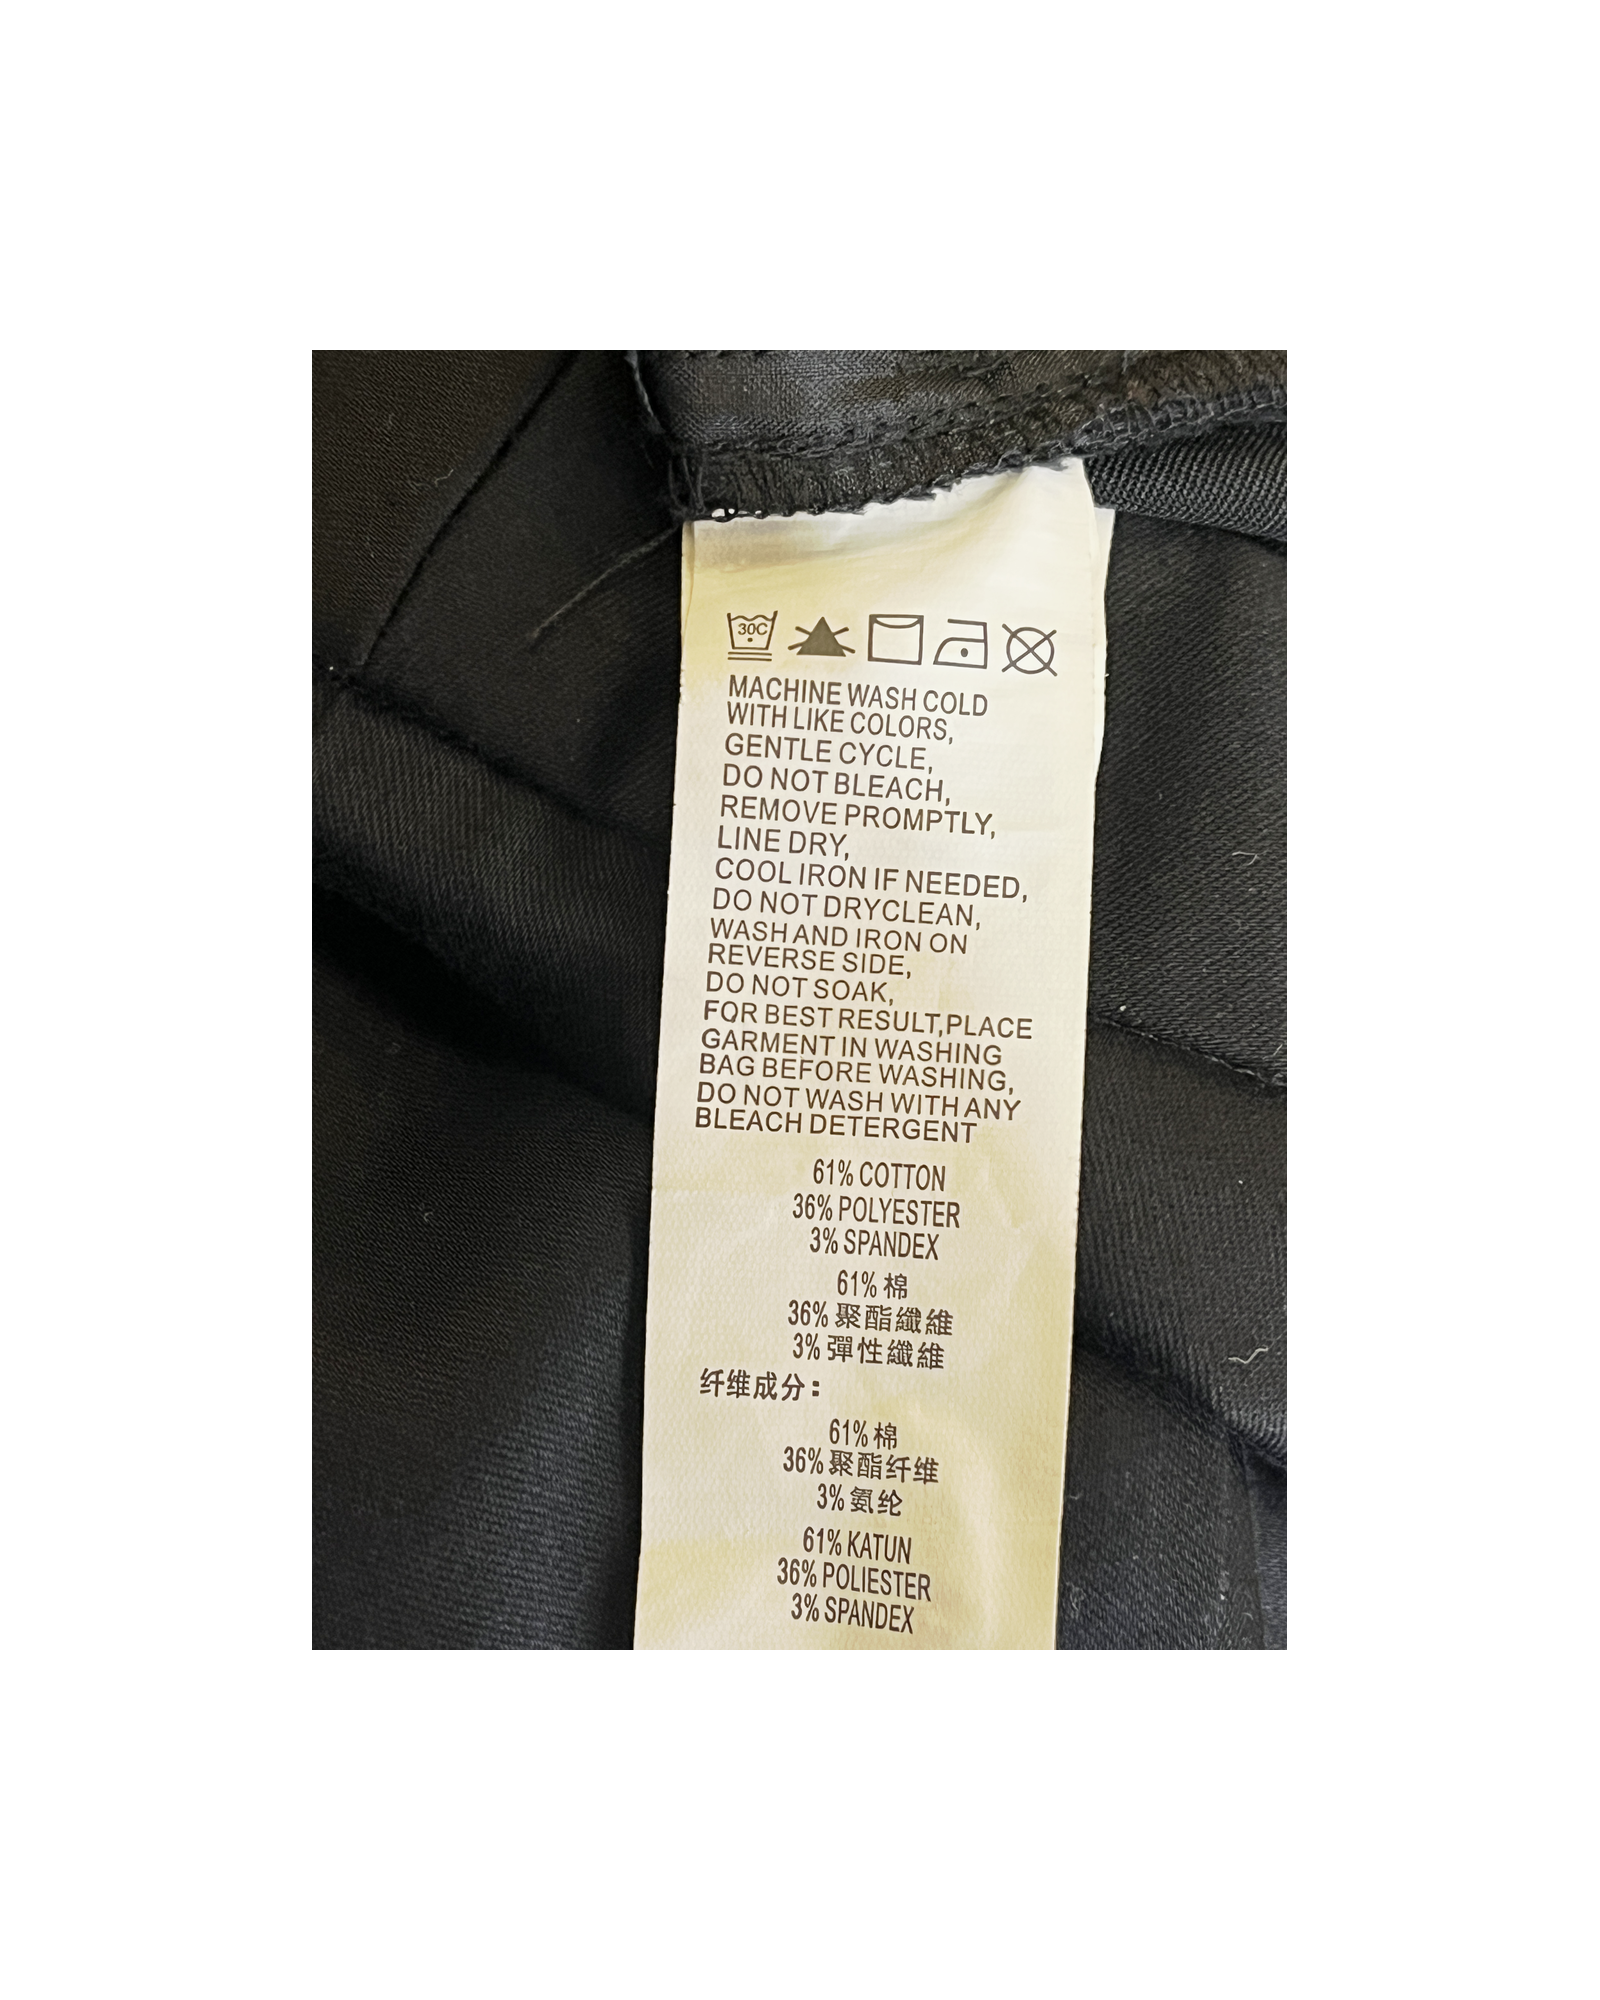 30C
MACHINE WASH COLD
WITH LIKE COLORS,
GENTLE CYCLE,
DO NOT BLEACH,
REMOVE PROMPTLY,
LINE DRY,
COOL IRON IF NEEDED,
DO NOT DRYCLEAN,
WASH AND IRON ON
REVERSE SIDE,
DO NOT SOAK,
FOR BEST RESULT,PLACE
GARMENT IN WASHING
BAG BEFORE WASHING,
DO NOT WASH WITH ANY
BLEACH DETERGENT
61% COTTON
36% POLYESTER
3% SPANDEX
61% 棉
36% 聚酯纖維
3% 彈性纖維
纤维成分：
61% 棉
36% 聚酯纤维
3% 氨纶
61% KATUN
36% POLIESTER
3% SPANDEX